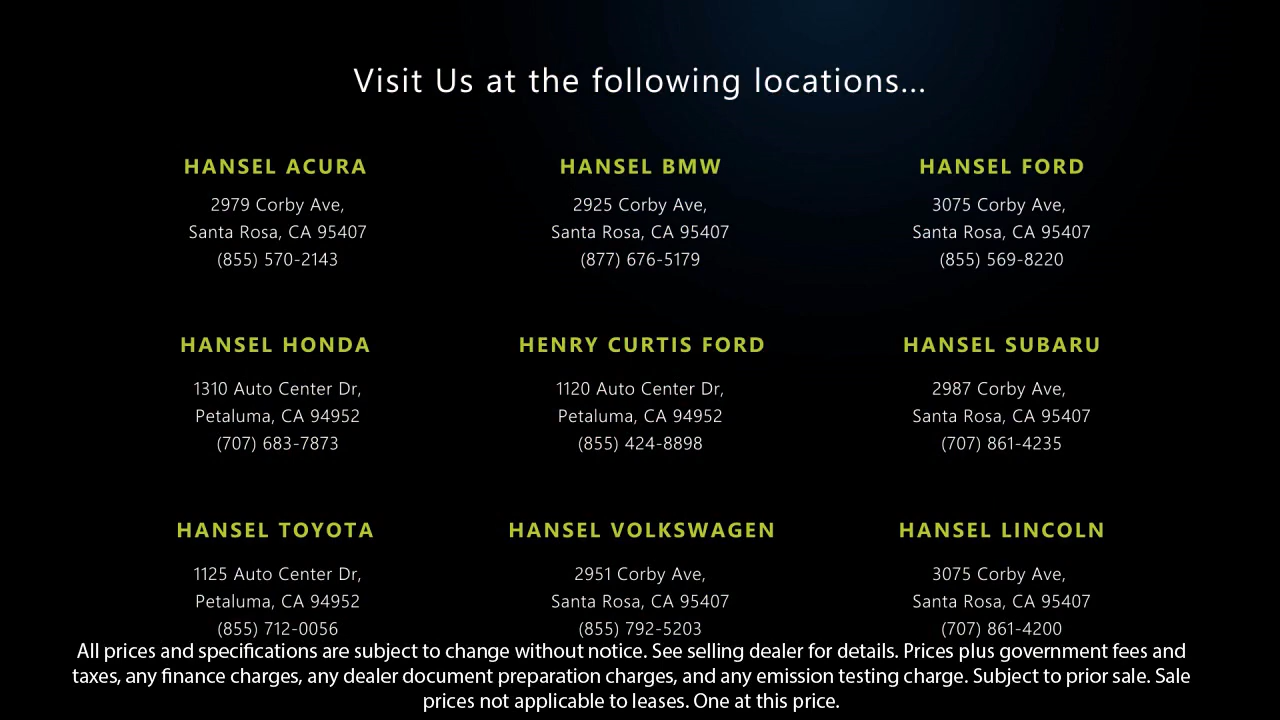 Visit Us at the following locations...
HANSEL ACURA
2979 Corby Ave,
Santa Rosa, CA 95407
(855) 570-2143
HANSEL BMW
2925 Corby Ave,
Santa Rosa, CA 95407
(877) 676-5179
HANSEL FORD
3075 Corby Ave,
Santa Rosa, CA 95407
(855) 569-8220
HANSEL HONDA
1310 Auto Center Dr,
Petaluma, CA 94952
(707) 683-7873
HENRY CURTIS FORD
1120 Auto Center Dr,
Petaluma, CA 94952
(855) 424-8898
HANSEL SUBARU
2987 Corby Ave,
Santa Rosa, CA 95407
(707) 861-4235
HANSEL TOYOTA
1125 Auto Center Dr,
Petaluma, CA 94952
(855) 712-0056
HANSEL VOLKSWAGEN
2951 Corby Ave,
Santa Rosa, CA 95407
(855) 792-5203
HANSEL LINCOLN
3075 Corby Ave,
Santa Rosa, CA 95407
(707) 861-4200
All prices and specifications are subject to change without notice. See selling dealer for details. Prices plus government fees and
taxes, any finance charges, any dealer document preparation charges, and any emission testing charge. Subject to prior sale. Sale
prices not applicable to leases. One at this price.